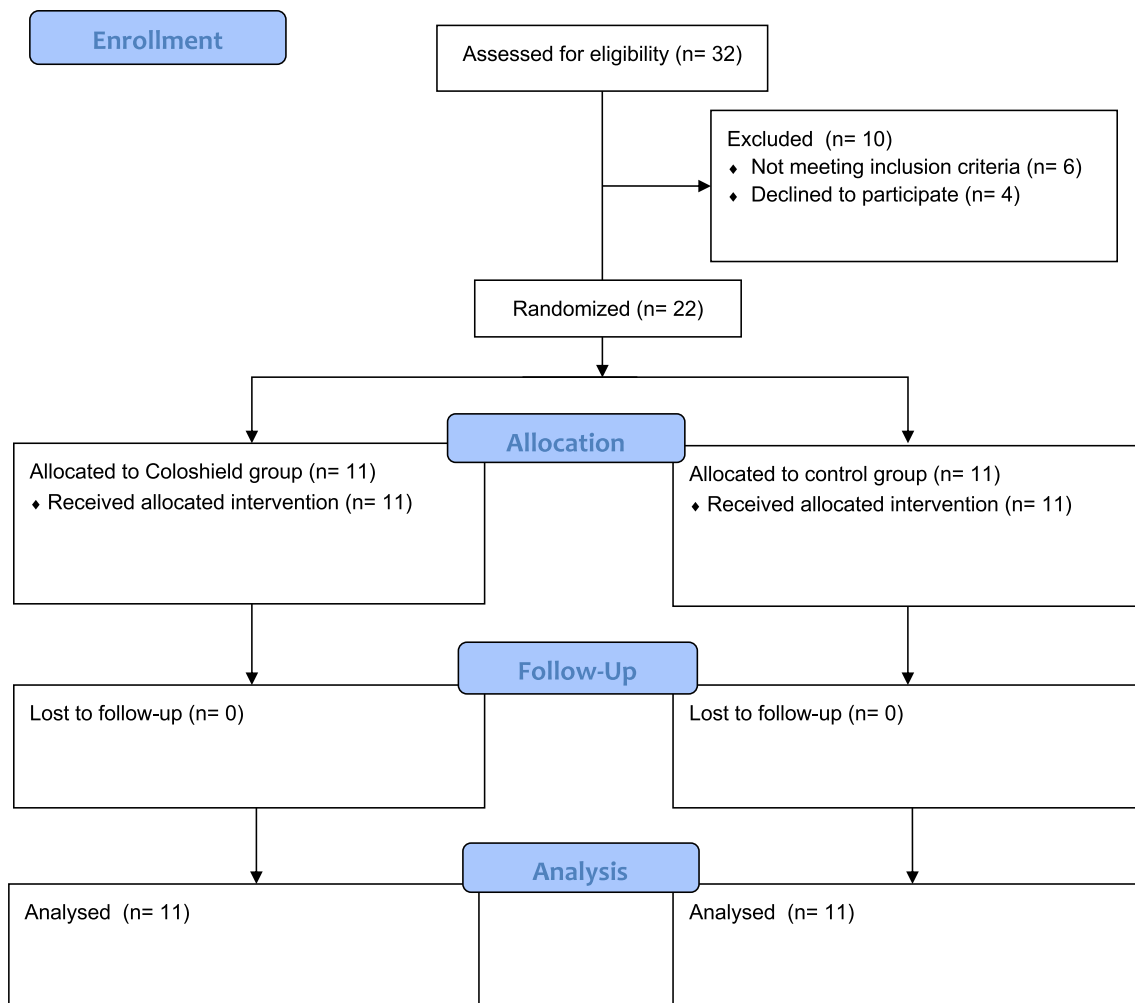 Enrollment
Assessed for eligibility (n= 32)
Excluded  (n= 10)
♦ Not meeting inclusion criteria (n= 6)
♦ Declined to participate (n= 4)
Randomized (n= 22)
Allocation
Allocated to Coloshield group (n= 11)
♦ Received allocated intervention (n= 11)
Allocated to control group (n= 11)
♦ Received allocated intervention (n= 11)
Follow-Up
Lost to follow-up (n= 0)
Lost to follow-up (n= 0)
Analysis
Analysed  (n= 11)
Analysed  (n= 11)